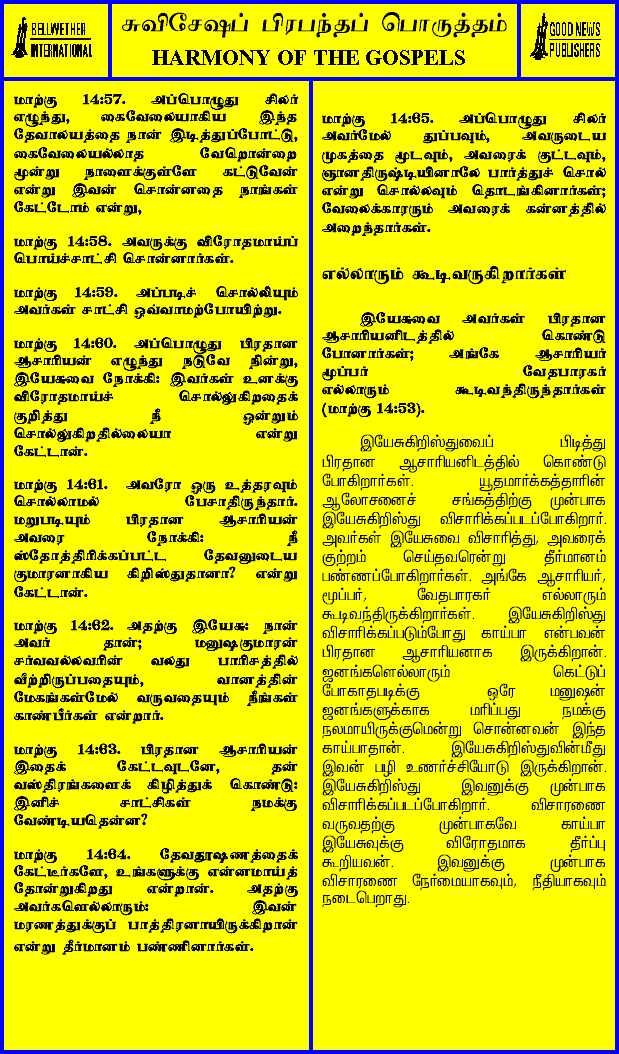 BELLWETHER
INTERNATIONAL
சுவிசேஷப் பிரபந்தப் பொருத்தம்
HARMONY OF THE GOSPELS
GOOD NEWS
PUBLISHERS
மாற்கு 14:57. அப்பொழுது சிலர்
எழுந்து, கைவேலையாகிய இந்த
தேவாலயத்தை நான் இடித்துப்போட்டு,
கைவேலையல்லாத வேறொன்றை
மூன்று நாளைக்குள்ளே கட்டுவேன்
என்று இவன் சொன்னதை நாங்கள்
கேட்டோம் என்று,
மாற்கு 14:58. அவருக்கு விரோதமாய்ப்
பொய்ச்சாட்சி சொன்னார்கள்.
மாற்கு 14:59. அப்படிச் சொல்லியும்
அவர்கள் சாட்சி ஒவ்வாமற்போயிற்று.
மாற்கு 14:60. அப்பொழுது பிரதான
ஆசாரியன் எழுந்து நடுவே நின்று,
இயேசுவை நோக்கி: இவர்கள் உனக்கு
விரோதமாய்ச் சொல்லுகிறதைக்
குறித்து நீ ஒன்றும்
சொல்லுகிறதில்லையா என்று
கேட்டான்.
மாற்கு 14:61. அவரோ ஒரு உத்தரவும்
சொல்லாமல் பேசாதிருந்தார்.
மறுபடியும் பிரதான ஆசாரியன்
அவரை நோக்கி: நீ
ஸ்தோத்திரிக்கப்பட்ட தேவனுடைய
குமாரனாகிய கிறிஸ்துதானா? என்று
கேட்டான்.
மாற்கு 14:62. அதற்கு இயேசு: நான்
அவர் தான்; மனுஷகுமாரன்
சர்வவல்லவரின் வலது பாரிசத்தில்
வீற்றிருப்பதையும், வானத்தின்
மேகங்கள்மேல் வருவதையும் நீங்கள்
காண்பீர்கள் என்றார்.
மாற்கு 14:63. பிரதான ஆசாரியன்
இதைக் கேட்டவுடனே, தன்
வஸ்திரங்களைக் கிழித்துக் கொண்டு:
இனிச் சாட்சிகள் நமக்கு
வேண்டியதென்ன?
மாற்கு 14:64. தேவதூஷணத்தைக்
கேட்டீர்களே, உங்களுக்கு என்னமாய்த்
தோன்றுகிறது என்றான். அதற்கு
அவர்களெல்லாரும்: இவன்
மரணத்துக்குப் பாத்திரனாயிருக்கிறான்
என்று தீர்மானம் பண்ணினார்கள்.
மாற்கு 14:65. அப்பொழுது சிலர்
அவர்மேல் துப்பவும், அவருடைய
முகத்தை மூடவும், அவரைக் குட்டவும்,
ஞானதிருஷ்டியினாலே பார்த்துச் சொல்
என்று சொல்லவும் தொடங்கினார்கள்;
வேலைக்காரரும் அவரைக் கன்னத்தில்
அறைந்தார்கள்.
எல்லாரும் கூடிவருகிறார்கள்
இயேசுவை அவர்கள் பிரதான
ஆசாரியனிடத்தில் கொண்டு
போனார்கள்; அங்கே ஆசாரியர்
மூப்பர் வேதபாரகர்
எல்லாரும் கூடிவந்திருந்தார்கள்
(மாற்கு 14:53).
இயேசுகிறிஸ்துவைப் பிடித்து
பிரதான ஆசாரியனிடத்தில் கொண்டு
போகிறார்கள். யூதமார்க்கத்தாரின்
ஆலோசனைச் சங்கத்திற்கு முன்பாக
இயேசுகிறிஸ்து விசாரிக்கப்படப்போகிறார்.
அவர்கள் இயேசுவை விசாரித்து, அவரைக்
குற்றம் செய்தவரென்று தீர்மானம்
பண்ணப்போகிறார்கள். அங்கே ஆசாரியர்,
மூப்பர், வேதபாரகர் எல்லாரும்
கூடிவந்திருக்கிறார்கள். இயேசுகிறிஸ்து
விசாரிக்கப்படும்போது காய்பா என்பவன்
பிரதான ஆசாரியனாக இருக்கிறான்.
ஜனங்களெல்லாரும் கெட்டுப்
போகாதபடிக்கு ஒரே மனுஷன்
ஜனங்களுக்காக மரிப்பது நமக்கு
நலமாயிருக்குமென்று சொன்னவன் இந்த
காய்பாதான். இயேசுகிறிஸ்துவின்மீது
இவன் பழி உணர்ச்சியோடு இருக்கிறான்.
இயேசுகிறிஸ்து இவனுக்கு முன்பாக
விசாரிக்கப்படப்போகிறார். விசாரணை
வருவதற்கு முன்பாகவே காய்பா
இயேசுவுக்கு விரோதமாக தீர்ப்பு
கூறியவன். இவனுக்கு முன்பாக
விசாரணை நேர்மையாகவும், நீதியாகவும்
நடைபெறாது.